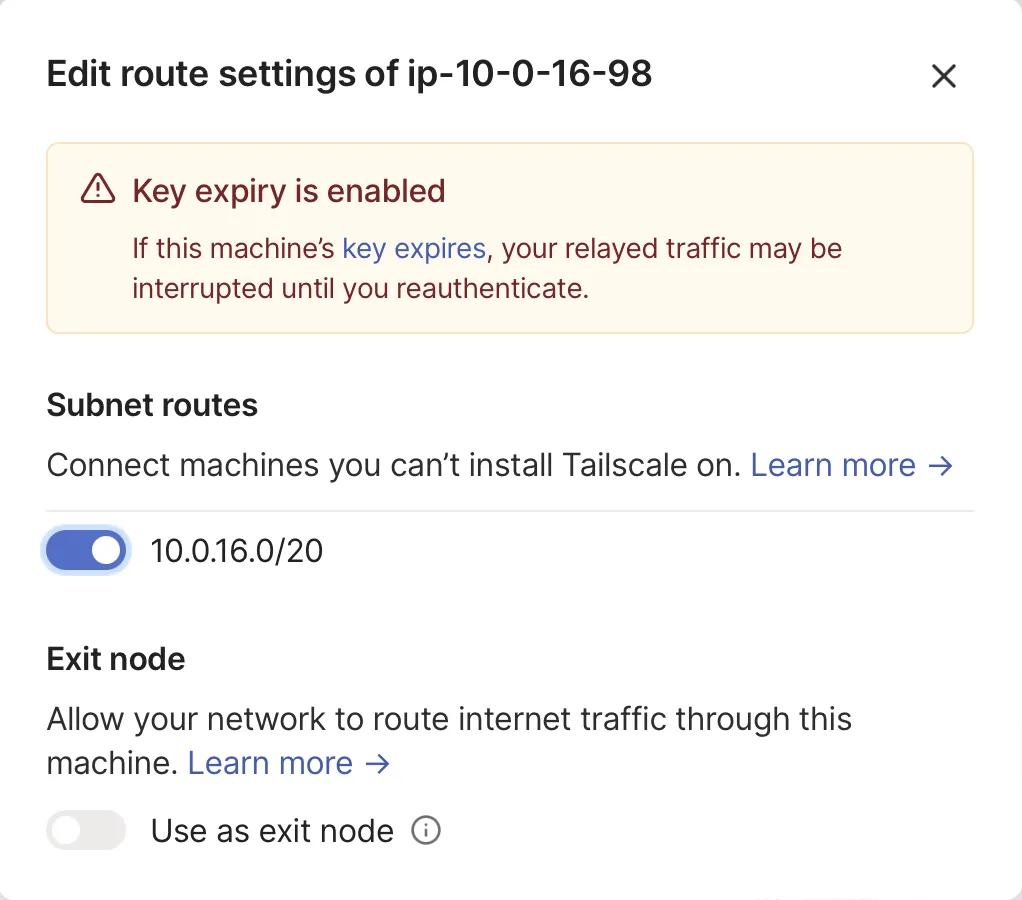 Edit route settings of ip-10-0-16-98
Key expiry is enabled
If this machine’s key expires, your relayed traffic may be
interrupted until you reauthenticate.
Subnet routes
Connect machines you can’t install Tailscale on. Learn more →
10.0.16.0/20
Exit node
Allow your network to route internet traffic through this
machine. Learn more →
Use as exit node